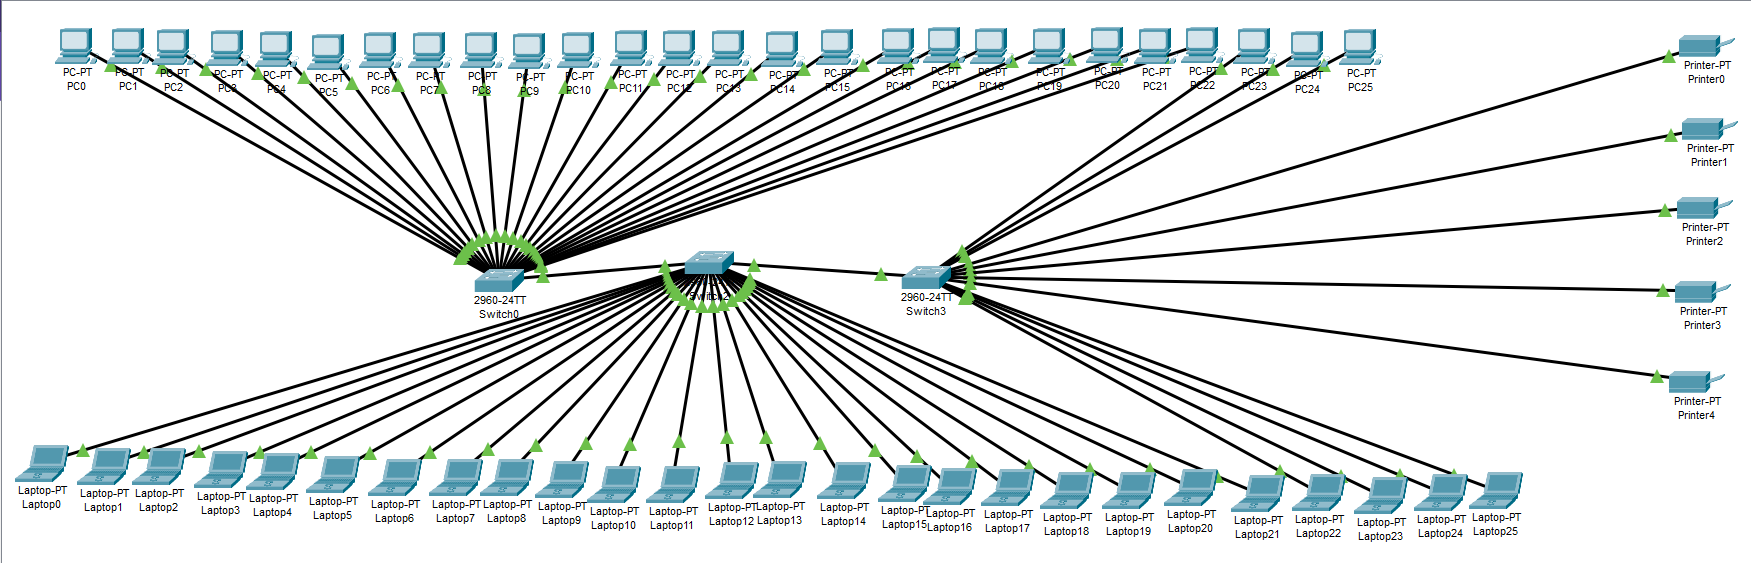 PC-PT
PC0
PC-PT
PC1
PC-PT
PC2
PC-PT
PC3
PC-PT
PC4
PC-PT
PC5
PC-PT
PC6
PC-PT
PC7
PC-PT
PC8
PC-PT
PC9
PC-PT
PC10
PC-PT
PC11
PC-PT
PC12
PC-PT
PC13
PC-PT
PC14
PC-PT
PC15
PC-PT
PC16
PC-PT
PC17
PC-PT
PC18
PC-PT
PC19
PC-PT
PC20
PC-PT
PC21
PC-PT
PC22
PC-PT
PC23
PC-PT
PC24
PC-PT
PC25
Printer-PT
Printer0
Printer-PT
Printer1
Printer-PT
Printer2
Printer-PT
Printer3
Printer-PT
Printer4
2960-24TT
Switch0
Switch2
2960-24TT
Switch3
Laptop-PT
Laptop0
Laptop-PT
Laptop1
Laptop-PT
Laptop2
Laptop-PT
Laptop3
Laptop-PT
Laptop4
Laptop-PT
Laptop5
Laptop-PT
Laptop6
Laptop-PT
Laptop7
Laptop-PT
Laptop8
Laptop-PT
Laptop9
Laptop-PT
Laptop10
Laptop-PT
Laptop11
Laptop-PT
Laptop12
Laptop-PT
Laptop13
Laptop-PT
Laptop14
Laptop-PT
Laptop15
Laptop-PT
Laptop16
Laptop-PT
Laptop17
Laptop-PT
Laptop18
Laptop-PT
Laptop19
Laptop-PT
Laptop20
Laptop-PT
Laptop21
Laptop-PT
Laptop22
Laptop-PT
Laptop23
Laptop-PT
Laptop24
Laptop-PT
Laptop25